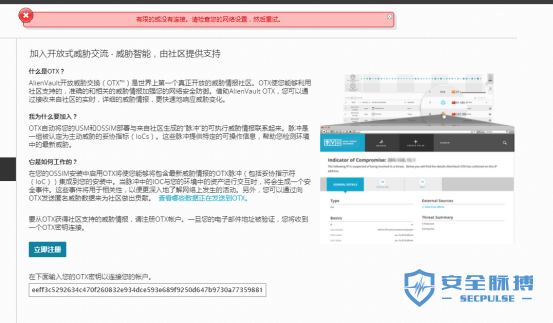 有限的或没有连接。请检查您的网络设置，然后重试。
加入开放式威胁交流 - 威胁智能，由社区提供支持
什么是OTX？
AlienVault开放威胁交换（OTX™）是世界上第一个真正开放的威胁情报社区。OTX使您能够利用
社区支持的，准确的和相关的威胁情报加强您的网络安全防御。借助AlienVault OTX，您可以通
过接收来自社区的实时，详细的威胁情报，更快速地响应威胁变化。
我为什么要加入？
OTX自动将您的USM和OSSIM部署与来自社区生成的“脉冲”的可执行威胁情报联系起来。脉冲是
一组被认定为主动威胁的妥协指标（IoCs）。这些脉冲提供特定的可操作信息，帮助您检测环境
中的最新威胁。
它是如何工作的？
在您的OSSIM安装中启用OTX将使您能够将包含最新威胁情报的OTX脉冲（包括妥协指示符
（IoC））集成到您的安装中。当脉冲中的IOC与您的环境中的资产进行交互时，将会生成一个安
全事件。这些事件将用于相关性，以便更深入地了解网络上发生的活动。另外，您可以通过向
OTX发送匿名威胁数据来为社区做出贡献。 查看哪些数据正在发送到OTX。
要从OTX获得社区支持的威胁情报，请注册OTX帐户。一旦您的电子邮件地址被验证，您将收到
一个OTX密钥连接。
立即注册
在下面输入您的OTX密钥以连接您的帐户。
eeff3c5292634c470f260832e934dce593e689f9250d647b9730a77359881
Indicator of Compromise:
GENERAL DETAILS
Type
External Sources
Basics
Threat Summary
安全脉搏
SECPULSE